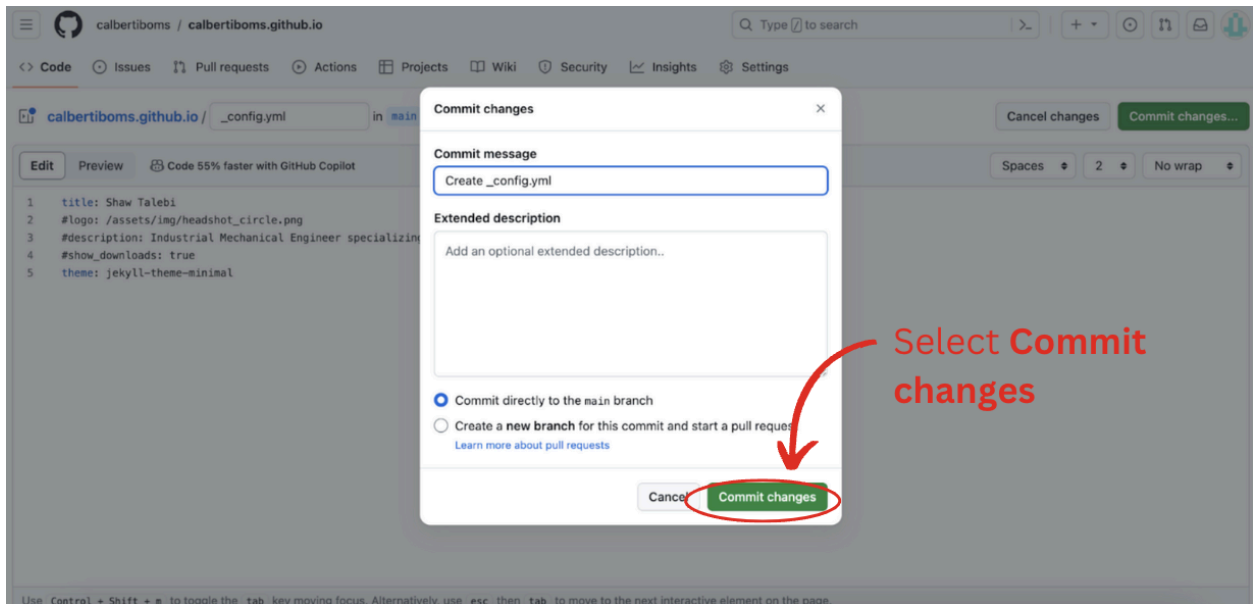 calbertiboms / calbertiboms.github.io
Type / to search
Code Issues Pull requests Actions Projects Wiki Security Insights Settings
calbertiboms.github.io / _config.yml in main
Cancel changes Commit changes...
Edit Preview Code 55% faster with GitHub Copilot
Spaces 2 No wrap
1 title: Shaw Talebi
2 #logo: /assets/img/headshot_circle.png
3 #description: Industrial Mechanical Engineer specializing
4 #show_downloads: true
5 theme: jekyll-theme-minimal
Commit changes
Commit message
Create _config.yml
Extended description
Add an optional extended description..
Commit directly to the main branch
Create a new branch for this commit and start a pull request
Learn more about pull requests
Cancel Commit changes
Select Commit
changes
Use Control + Shift + m to toggle the tab key moving focus. Alternatively, use esc then tab to move to the next interactive element on the page.